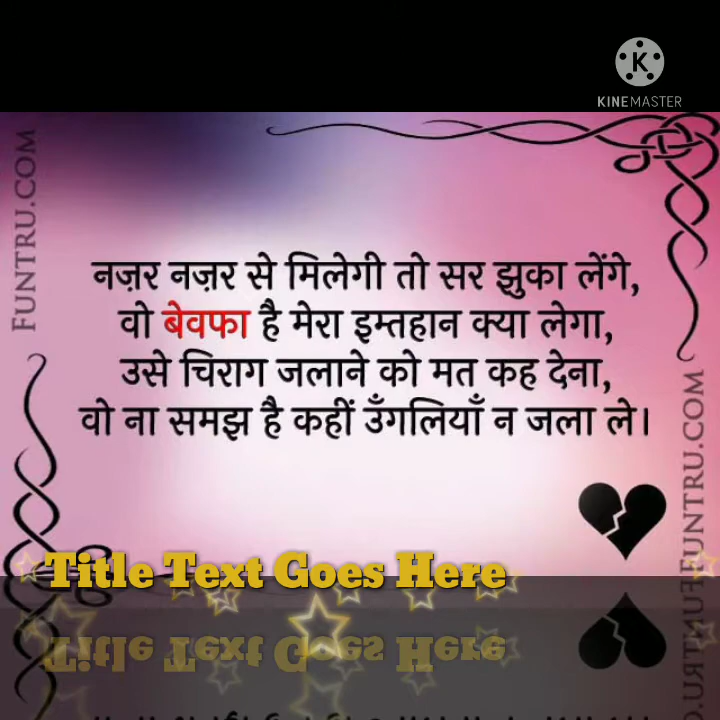 KINEMASTER
FUNTRU.COM
नज़र नज़र से मिलेगी तो सर झुका लेंगे,
वो बेवफा है मेरा इम्तहान क्या लेगा,
उसे चिराग जलाने को मत कह देना,
वो ना समझ है कहीं उँगलियाँ न जला ले।
FUNTRU.COM
Title Text Goes Here